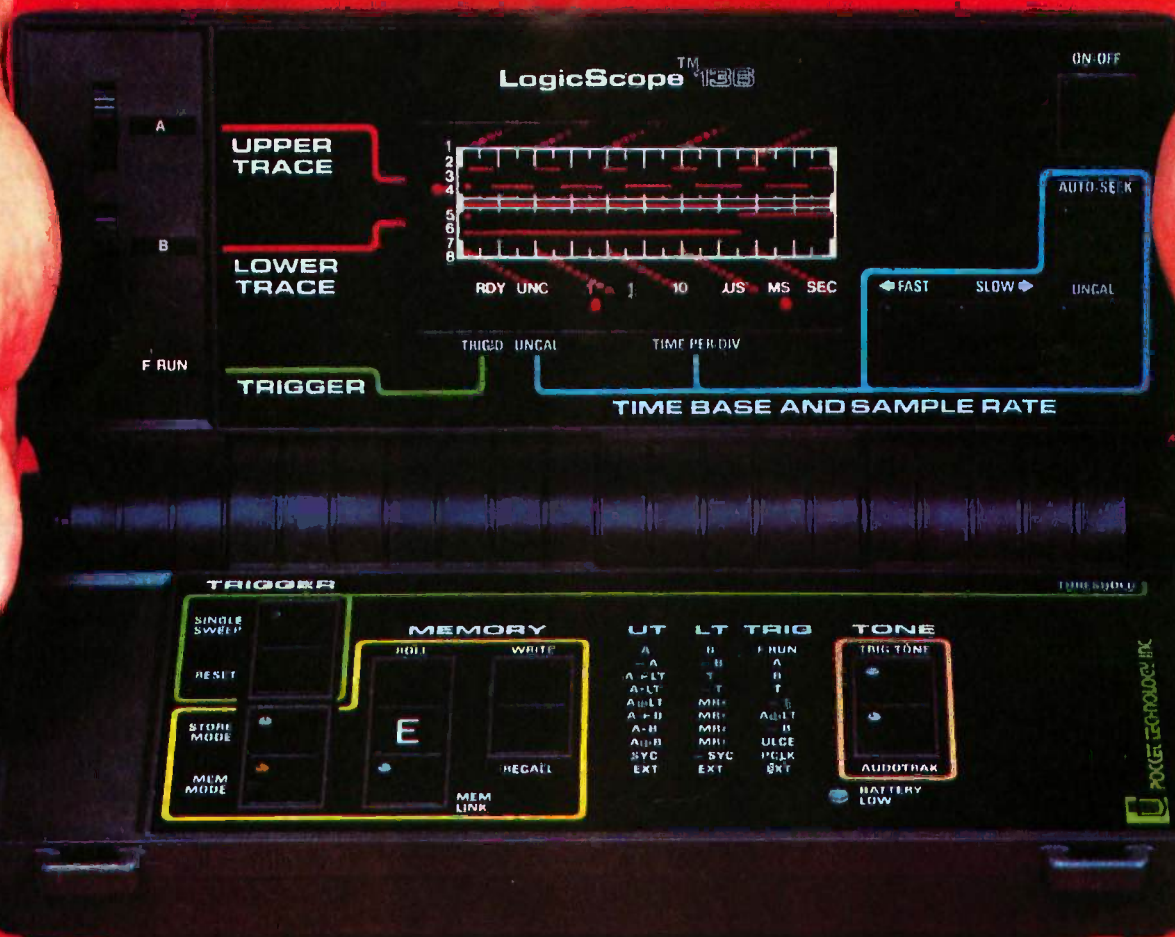 LogicScope™ 136
ON-OFF
A
UPPER
TRACE
1
2
3
4
5
6
7
8
AUTO-SEEK
B
LOWER
TRACE
RDY UNC 1 10 US MS SEC
FAST SLOW
UNCAL
F RUN
TRIG'D UNCAL TIME PER DIV
TRIGGER
TIME BASE AND SAMPLE RATE
TRIGGER
THRESHOLD
SINGLE
SWEEP
RESET
MEMORY
ROLL WRITE
STORE
MODE
E
MEM
MODE
RECALL
MEM
LINK
UT LT TRIG
A B F RUN
-A -B A
T B
-T T
A-B
SYC -SYC PCLK
EXT EXT EXT
TONE
TRIG TONE
AUDOTRAK
BATTERY
LOW
POCKET TECHNOLOGY INC